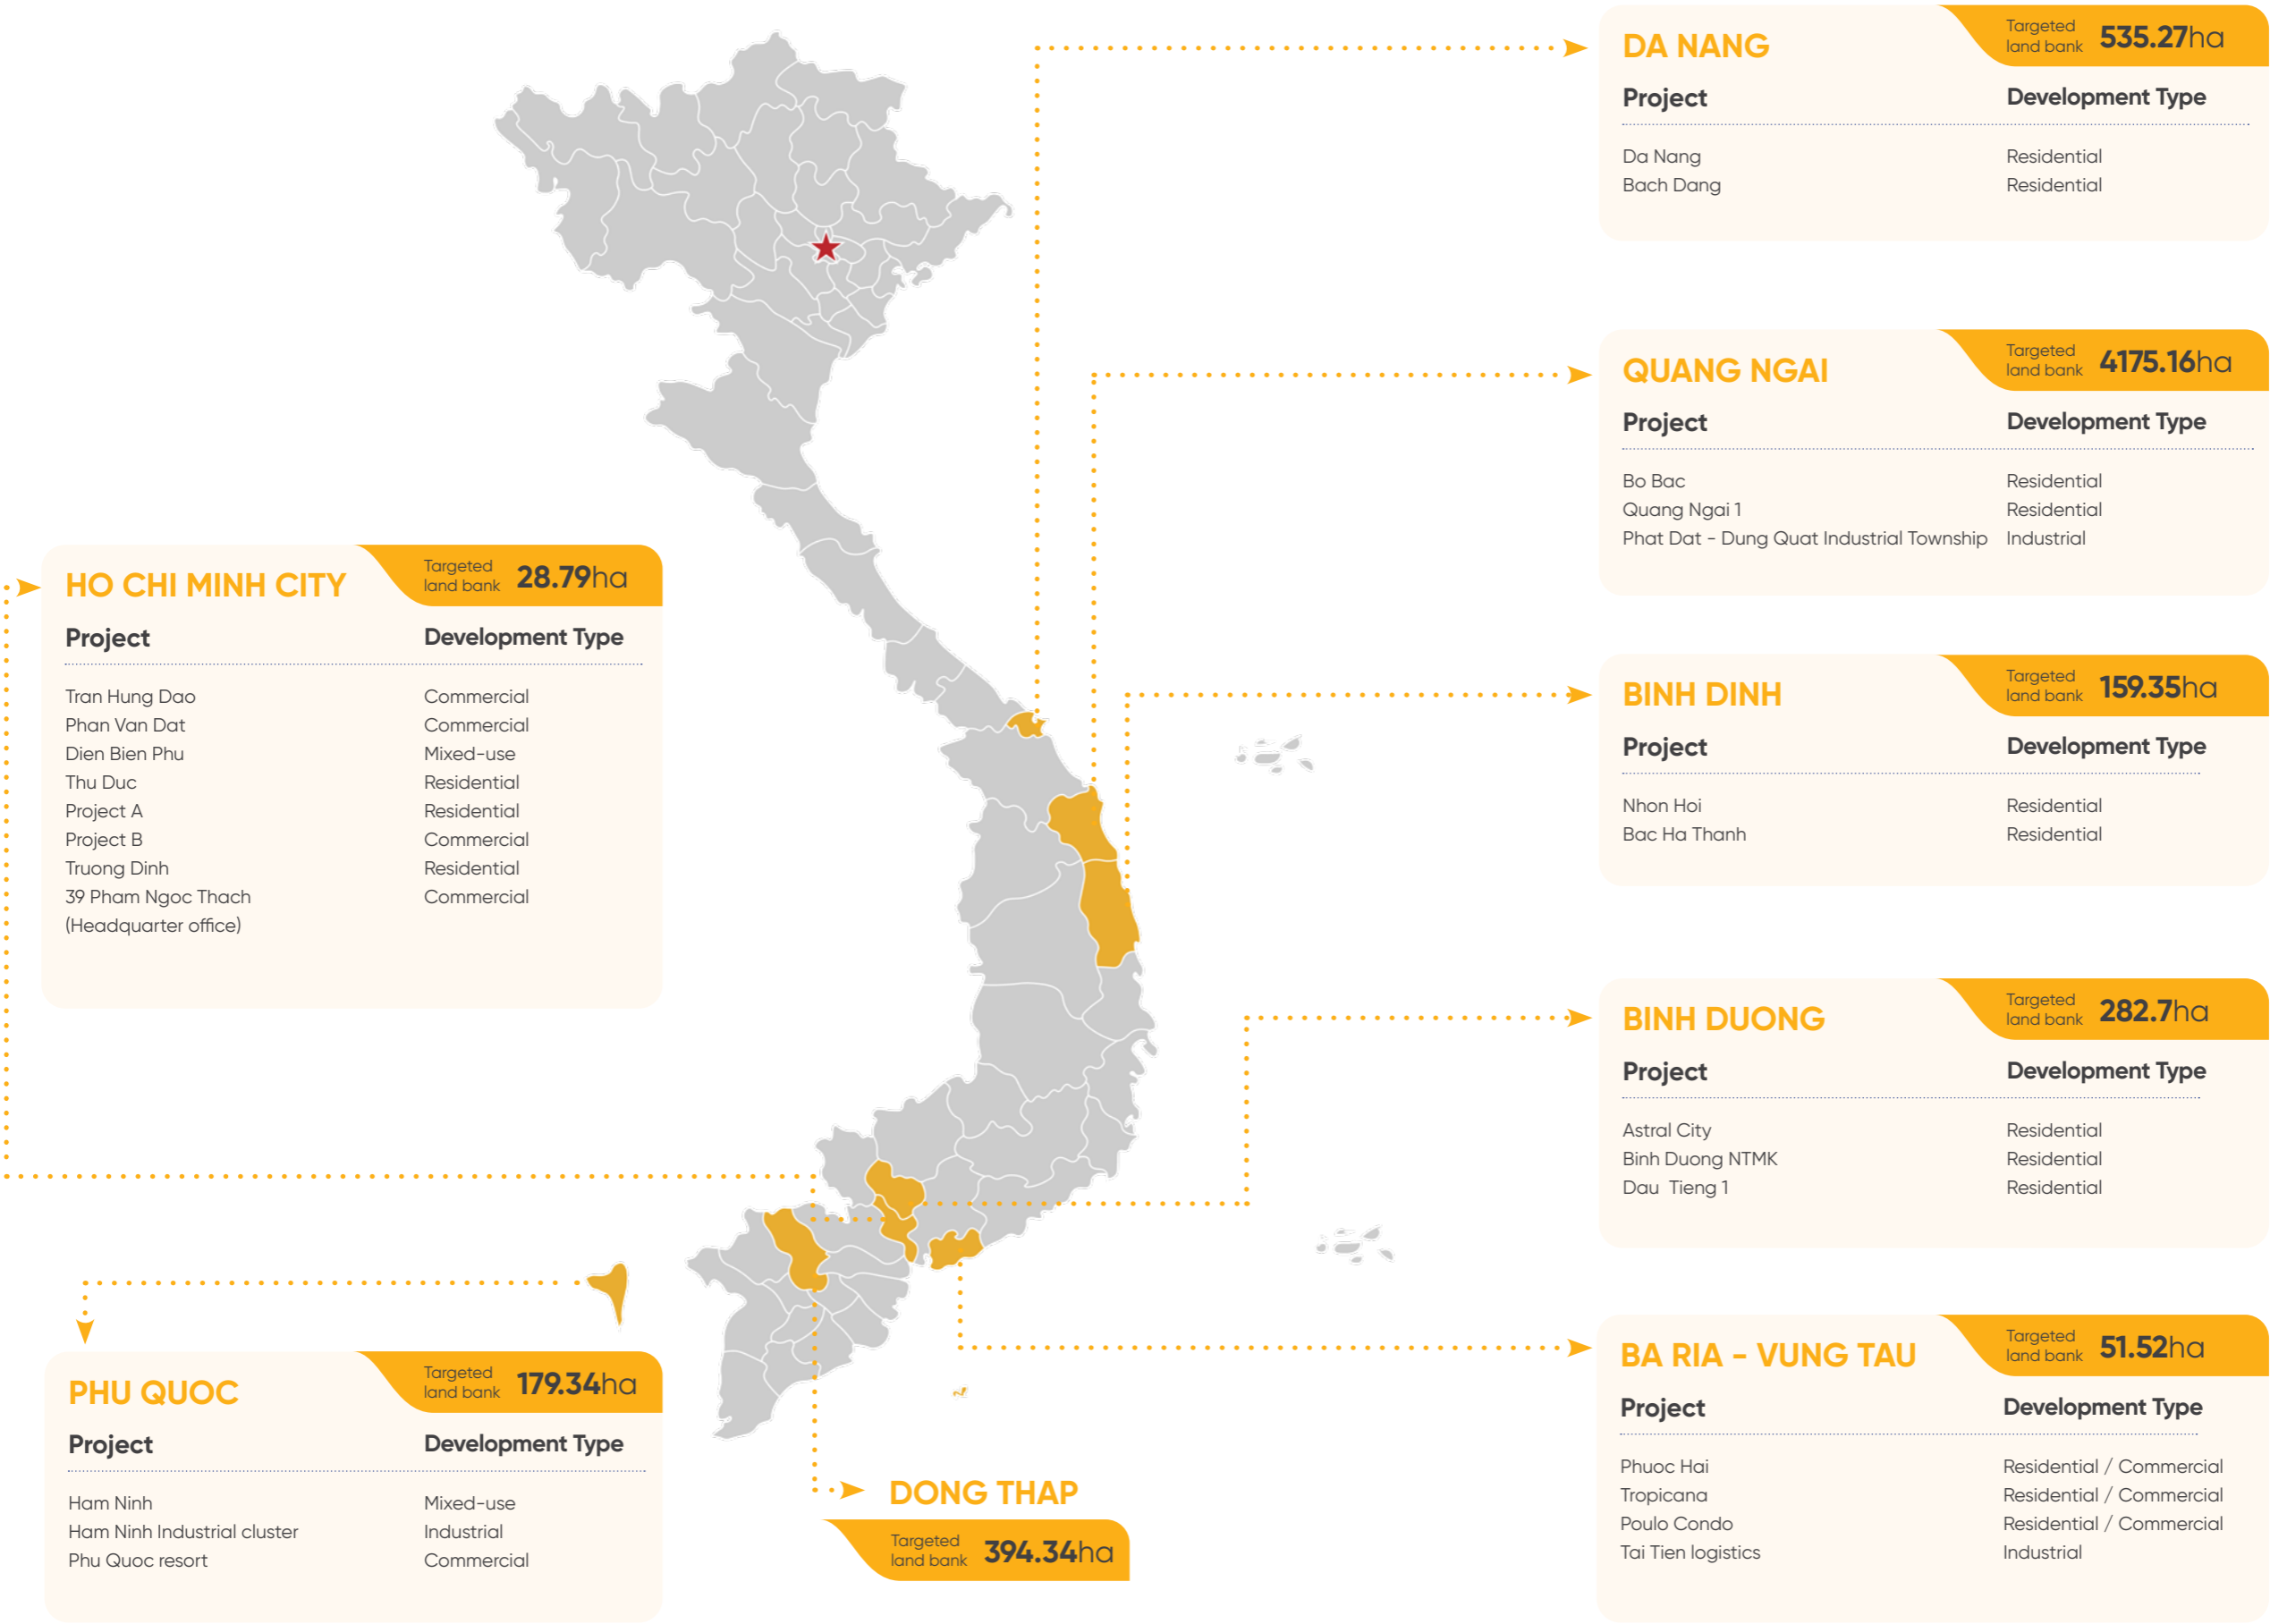 DA NANG
Targeted
land bank 535.27ha
Project Development Type
Da Nang Residential
Bach Dang Residential
QUANG NGAI
Targeted
land bank 4175.16ha
Project Development Type
Bo Bac Residential
Quang Ngai 1 Residential
Phat Dat - Dung Quat Industrial Township Industrial
HO CHI MINH CITY
Targeted
land bank 28.79ha
Project Development Type
Tran Hung Dao Commercial
Phan Van Dat Commercial
Dien Bien Phu Mixed-use
Thu Duc Residential
Project A Residential
Project B Commercial
Truong Dinh Residential
39 Pham Ngoc Thach Commercial
(Headquarter office)
BINH DINH
Targeted
land bank 159.35ha
Project Development Type
Nhon Hoi Residential
Bac Ha Thanh Residential
BINH DUONG
Targeted
land bank 282.7ha
Project Development Type
Astral City Residential
Binh Duong NTMK Residential
Dau Tieng 1 Residential
PHU QUOC
Targeted
land bank 179.34ha
Project Development Type
Ham Ninh Mixed-use
Ham Ninh Industrial cluster Industrial
Phu Quoc resort Commercial
DONG THAP
Targeted
land bank 394.34ha
BA RIA - VUNG TAU
Targeted
land bank 51.52ha
Project Development Type
Phuoc Hai Residential / Commercial
Tropicana Residential / Commercial
Poulo Condo Residential / Commercial
Tai Tien logistics Industrial